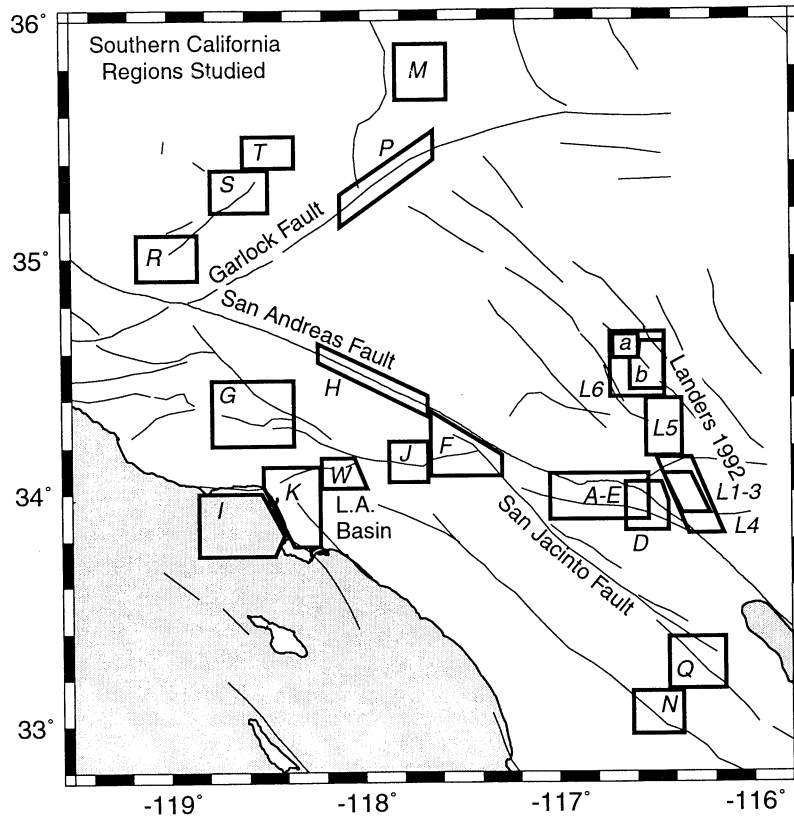 36°
Southern California
Regions Studied
M
P
T
S
R
Garlock Fault
35°
San Andreas Fault
a
b
L6
Landers 1992
H
G
L5
J
F
W
K
L.A.
Basin
I
34°
A-E
D
L1-3
L4
San Jacinto Fault
Q
N
33°
-119°
-118°
-117°
-116°